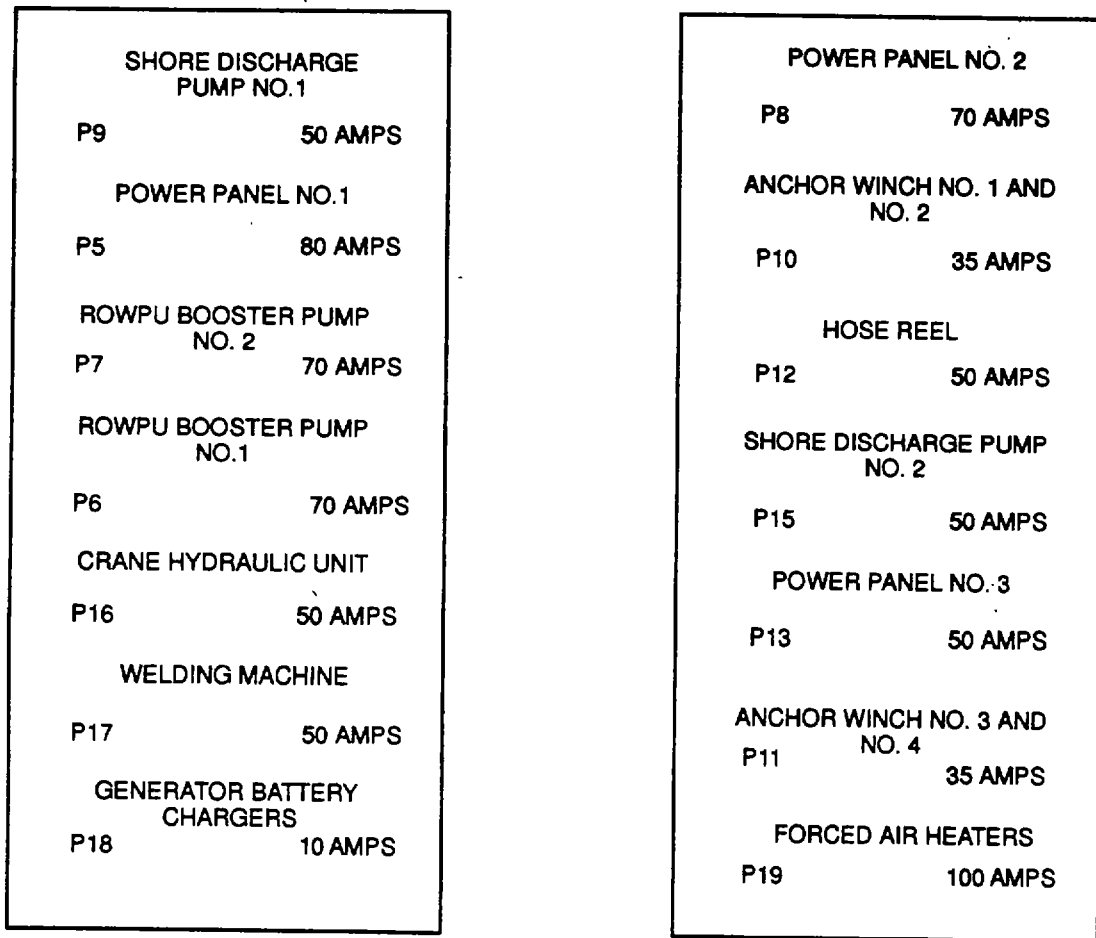 SHORE DISCHARGE
PUMP NO.1
P9 50 AMPS
POWER PANEL NO.1
P5 80 AMPS
ROWPU BOOSTER PUMP
NO. 2
P7 70 AMPS
ROWPU BOOSTER PUMP
NO.1
P6 70 AMPS
CRANE HYDRAULIC UNIT
P16 50 AMPS
WELDING MACHINE
P17 50 AMPS
GENERATOR BATTERY
CHARGERS
P18 10 AMPS
POWER PANEL NO. 2
P8 70 AMPS
ANCHOR WINCH NO. 1 AND
NO. 2
P10 35 AMPS
HOSE REEL
P12 50 AMPS
SHORE DISCHARGE PUMP
NO. 2
P15 50 AMPS
POWER PANEL NO. 3
P13 50 AMPS
ANCHOR WINCH NO. 3 AND
NO. 4
P11
35 AMPS
FORCED AIR HEATERS
P19 100 AMPS